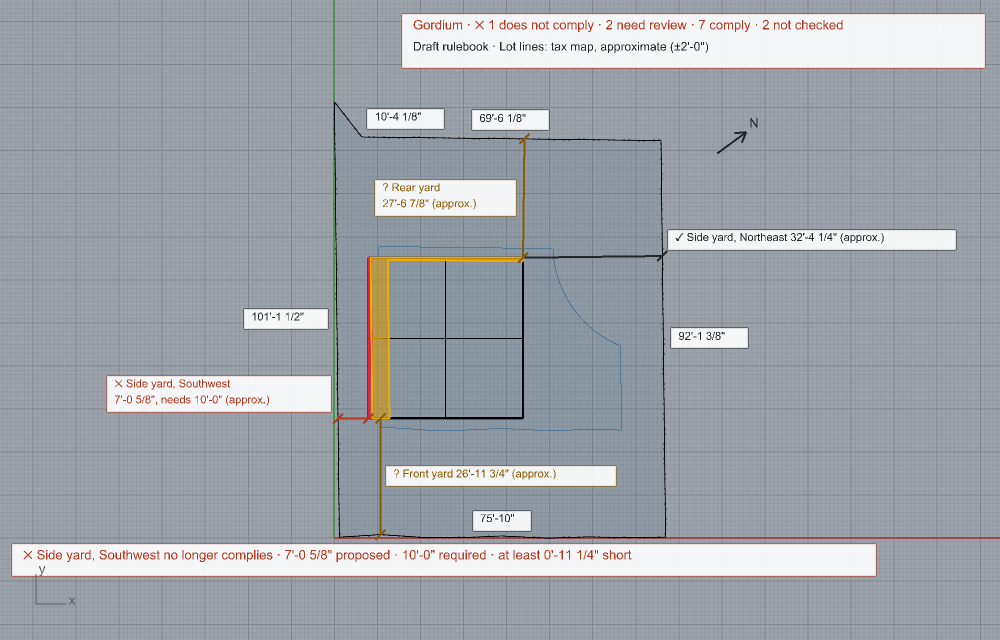 Gordium · ✕ 1 does not comply · 2 need review · 7 comply · 2 not checked
Draft rulebook · Lot lines: tax map, approximate (±2'-0")
10'-4 1/8"
69'-6 1/8"
N
? Rear yard
27'-6 7/8" (approx.)
✓ Side yard, Northeast 32'-4 1/4" (approx.)
101'-1 1/2"
92'-1 3/8"
✕ Side yard, Southwest
7'-0 5/8", needs 10'-0" (approx.)
? Front yard 26'-11 3/4" (approx.)
75'-10"
✕ Side yard, Southwest no longer complies · 7'-0 5/8" proposed · 10'-0" required · at least 0'-11 1/4" short
y
x